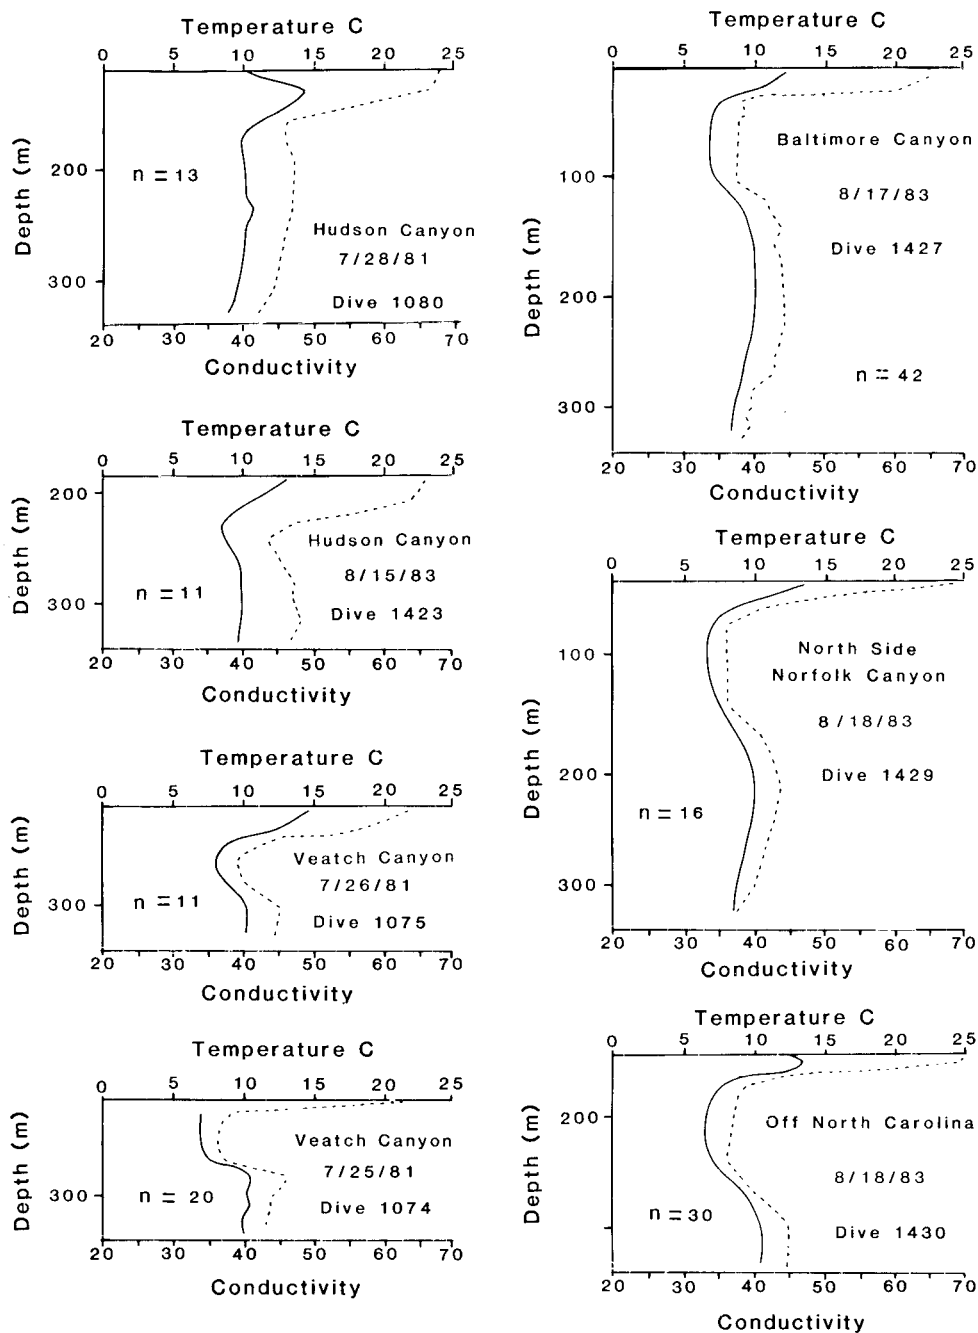 Temperature C
0 5 10 15 20 25
Depth (m)
200
300
n = 13
Hudson Canyon
7/28/81
Dive 1080
20 30 40 50 60 70
Conductivity
Temperature C
0 5 10 15 20 25
Depth (m)
200
300
n = 11
Hudson Canyon
8/15/83
Dive 1423
20 30 40 50 60 70
Conductivity
Temperature C
0 5 10 15 20 25
Depth (m)
300
n = 11
Veatch Canyon
7/26/81
Dive 1075
20 30 40 50 60 70
Conductivity
Temperature C
0 5 10 15 20 25
Depth (m)
300
n = 20
Veatch Canyon
7/25/81
Dive 1074
20 30 40 50 60 70
Conductivity
Temperature C
0 5 10 15 20 25
Depth (m)
100
200
300
Baltimore Canyon
8/17/83
Dive 1427
n = 42
20 30 40 50 60 70
Conductivity
Temperature C
0 5 10 15 20 25
Depth (m)
100
200
300
North Side
Norfolk Canyon
8/18/83
Dive 1429
n = 16
20 30 40 50 60 70
Conductivity
Temperature C
0 5 10 15 20 25
Depth (m)
200
Off North Carolina
8/18/83
n = 30
Dive 1430
20 30 40 50 60 70
Conductivity